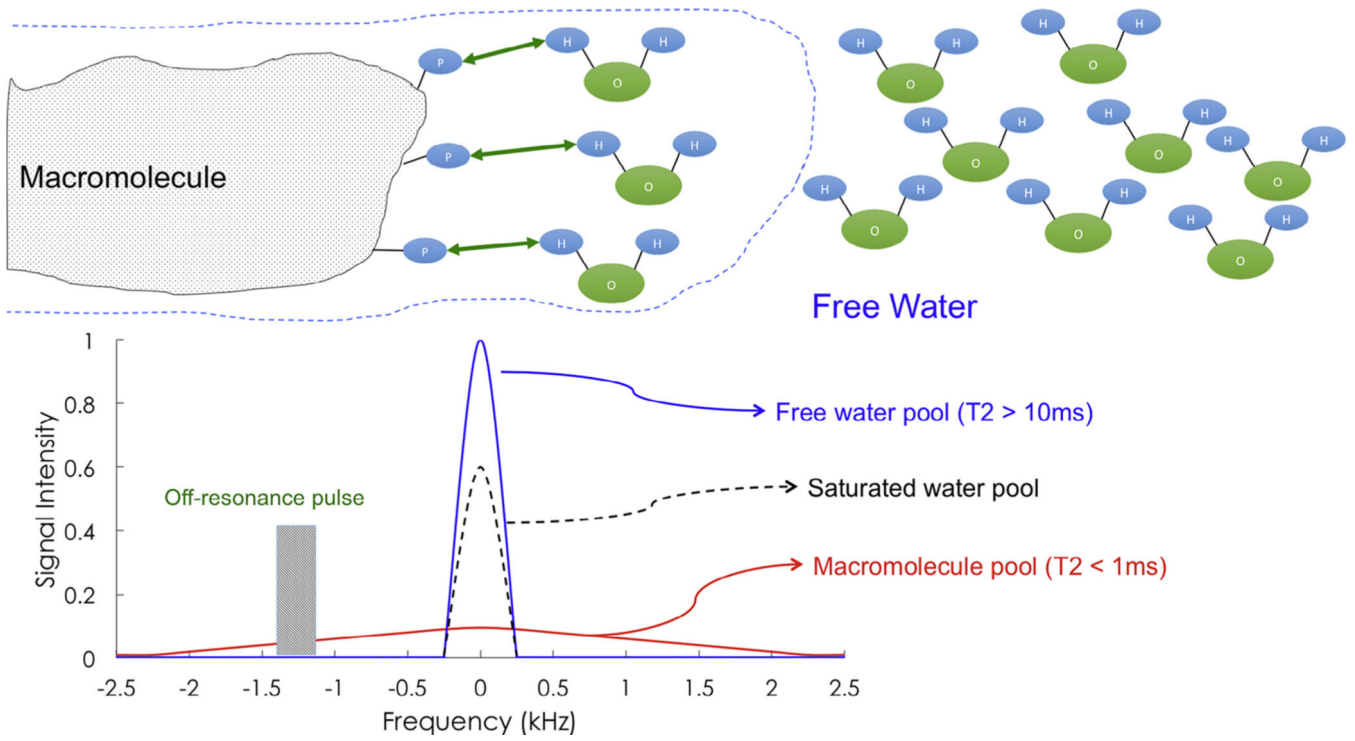 H H H H H H
P O O O
Macromolecule
P H H O
H H H H H H
O O O
P H H O
H H H H H H
O O O
Free Water
1
0.8
0.6
0.4
0.2
0
Signal Intensity
Off-resonance pulse
Free water pool (T2 > 10ms)
Saturated water pool
Macromolecule pool (T2 < 1ms)
-2.5 -2 -1.5 -1 -0.5 0 0.5 1 1.5 2 2.5
Frequency (kHz)